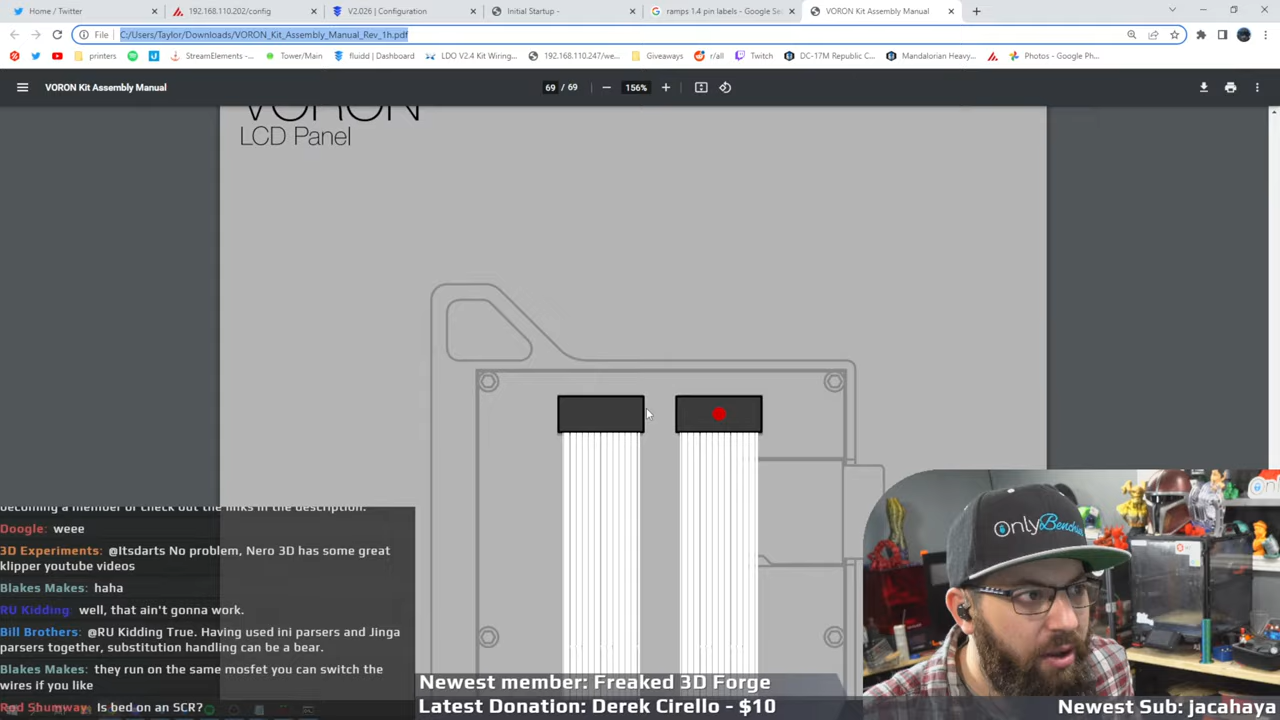 Home / Twitter
192.168.110.202/config
V2.026 | Configuration
Initial Startup -
ramps 1.4 pin labels - Google Se
VORON Kit Assembly Manual
File C:/Users/Taylor/Downloads/VORON_Kit_Assembly_Manual_Rev_1h.pdf
printers
StreamElements -...
Tower/Main
fluidd | Dashboard
LDO V2.4 Kit Wiring...
192.168.110.247/we...
Giveaways
r/all
Twitch
DC-17M Republic C...
Mandalorian Heavy...
Photos - Google Ph...
VORON Kit Assembly Manual
69 / 69
156%
VORON
LCD Panel
becoming a member or check out the links in the description.
Doogle: weee
3D Experiments: @Itsdarts No problem, Nero 3D has some great
klipper youtube videos
Blakes Makes: haha
RU Kidding: well, that ain't gonna work.
Bill Brothers: @RU Kidding True. Having used ini parsers and Jinga
parsers together, substitution handling can be a bear.
Blakes Makes: they run on the same mosfet you can switch the
wires if you like
Rod Shumway: Is bed on an SCR?
only Benchys
Newest member: Freaked 3D Forge
Latest Donation: Derek Cirello - $10
Newest Sub: jacahaya